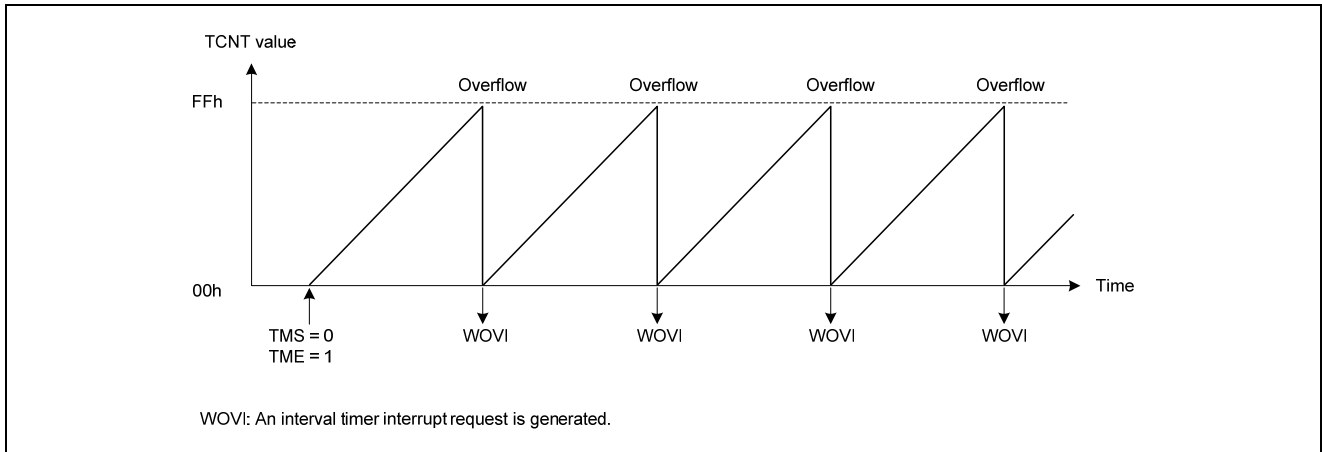 TCNT value
Overflow Overflow Overflow Overflow
FFh
00h
Time
TMS = 0
TME = 1
WOVI WOVI WOVI WOVI
WOVI: An interval timer interrupt request is generated.